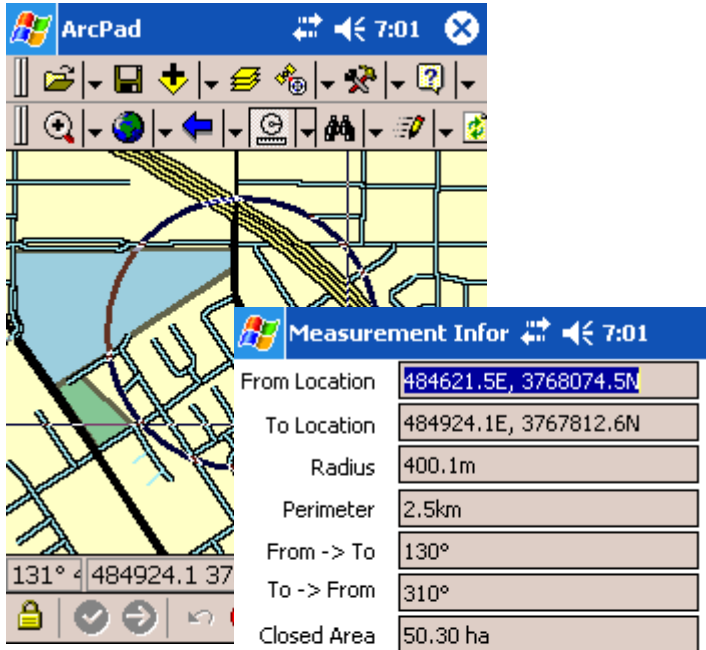 ArcPad 7:01
Measurement Infor 7:01
From Location 484621.5E, 3768074.5N
To Location 484924.1E, 3767812.6N
Radius 400.1m
Perimeter 2.5km
From -> To 130°
To -> From 310°
Closed Area 50.30 ha
131° 484924.1 37